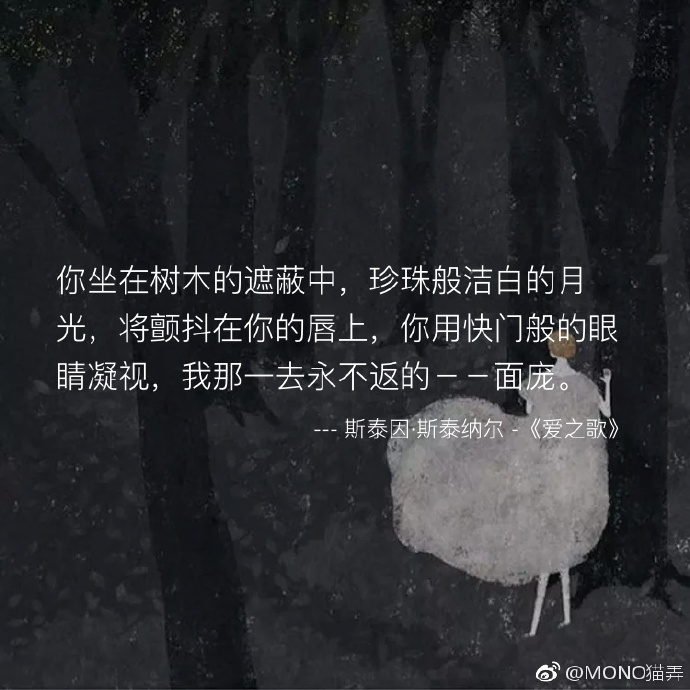 你坐在树木的遮蔽中，珍珠般洁白的月
光，将颤抖在你的唇上，你用快门般的眼
睛凝视，我那一去永不返的－－面庞。
--- 斯泰因·斯泰纳尔 -《爱之歌》
@MONO猫弄